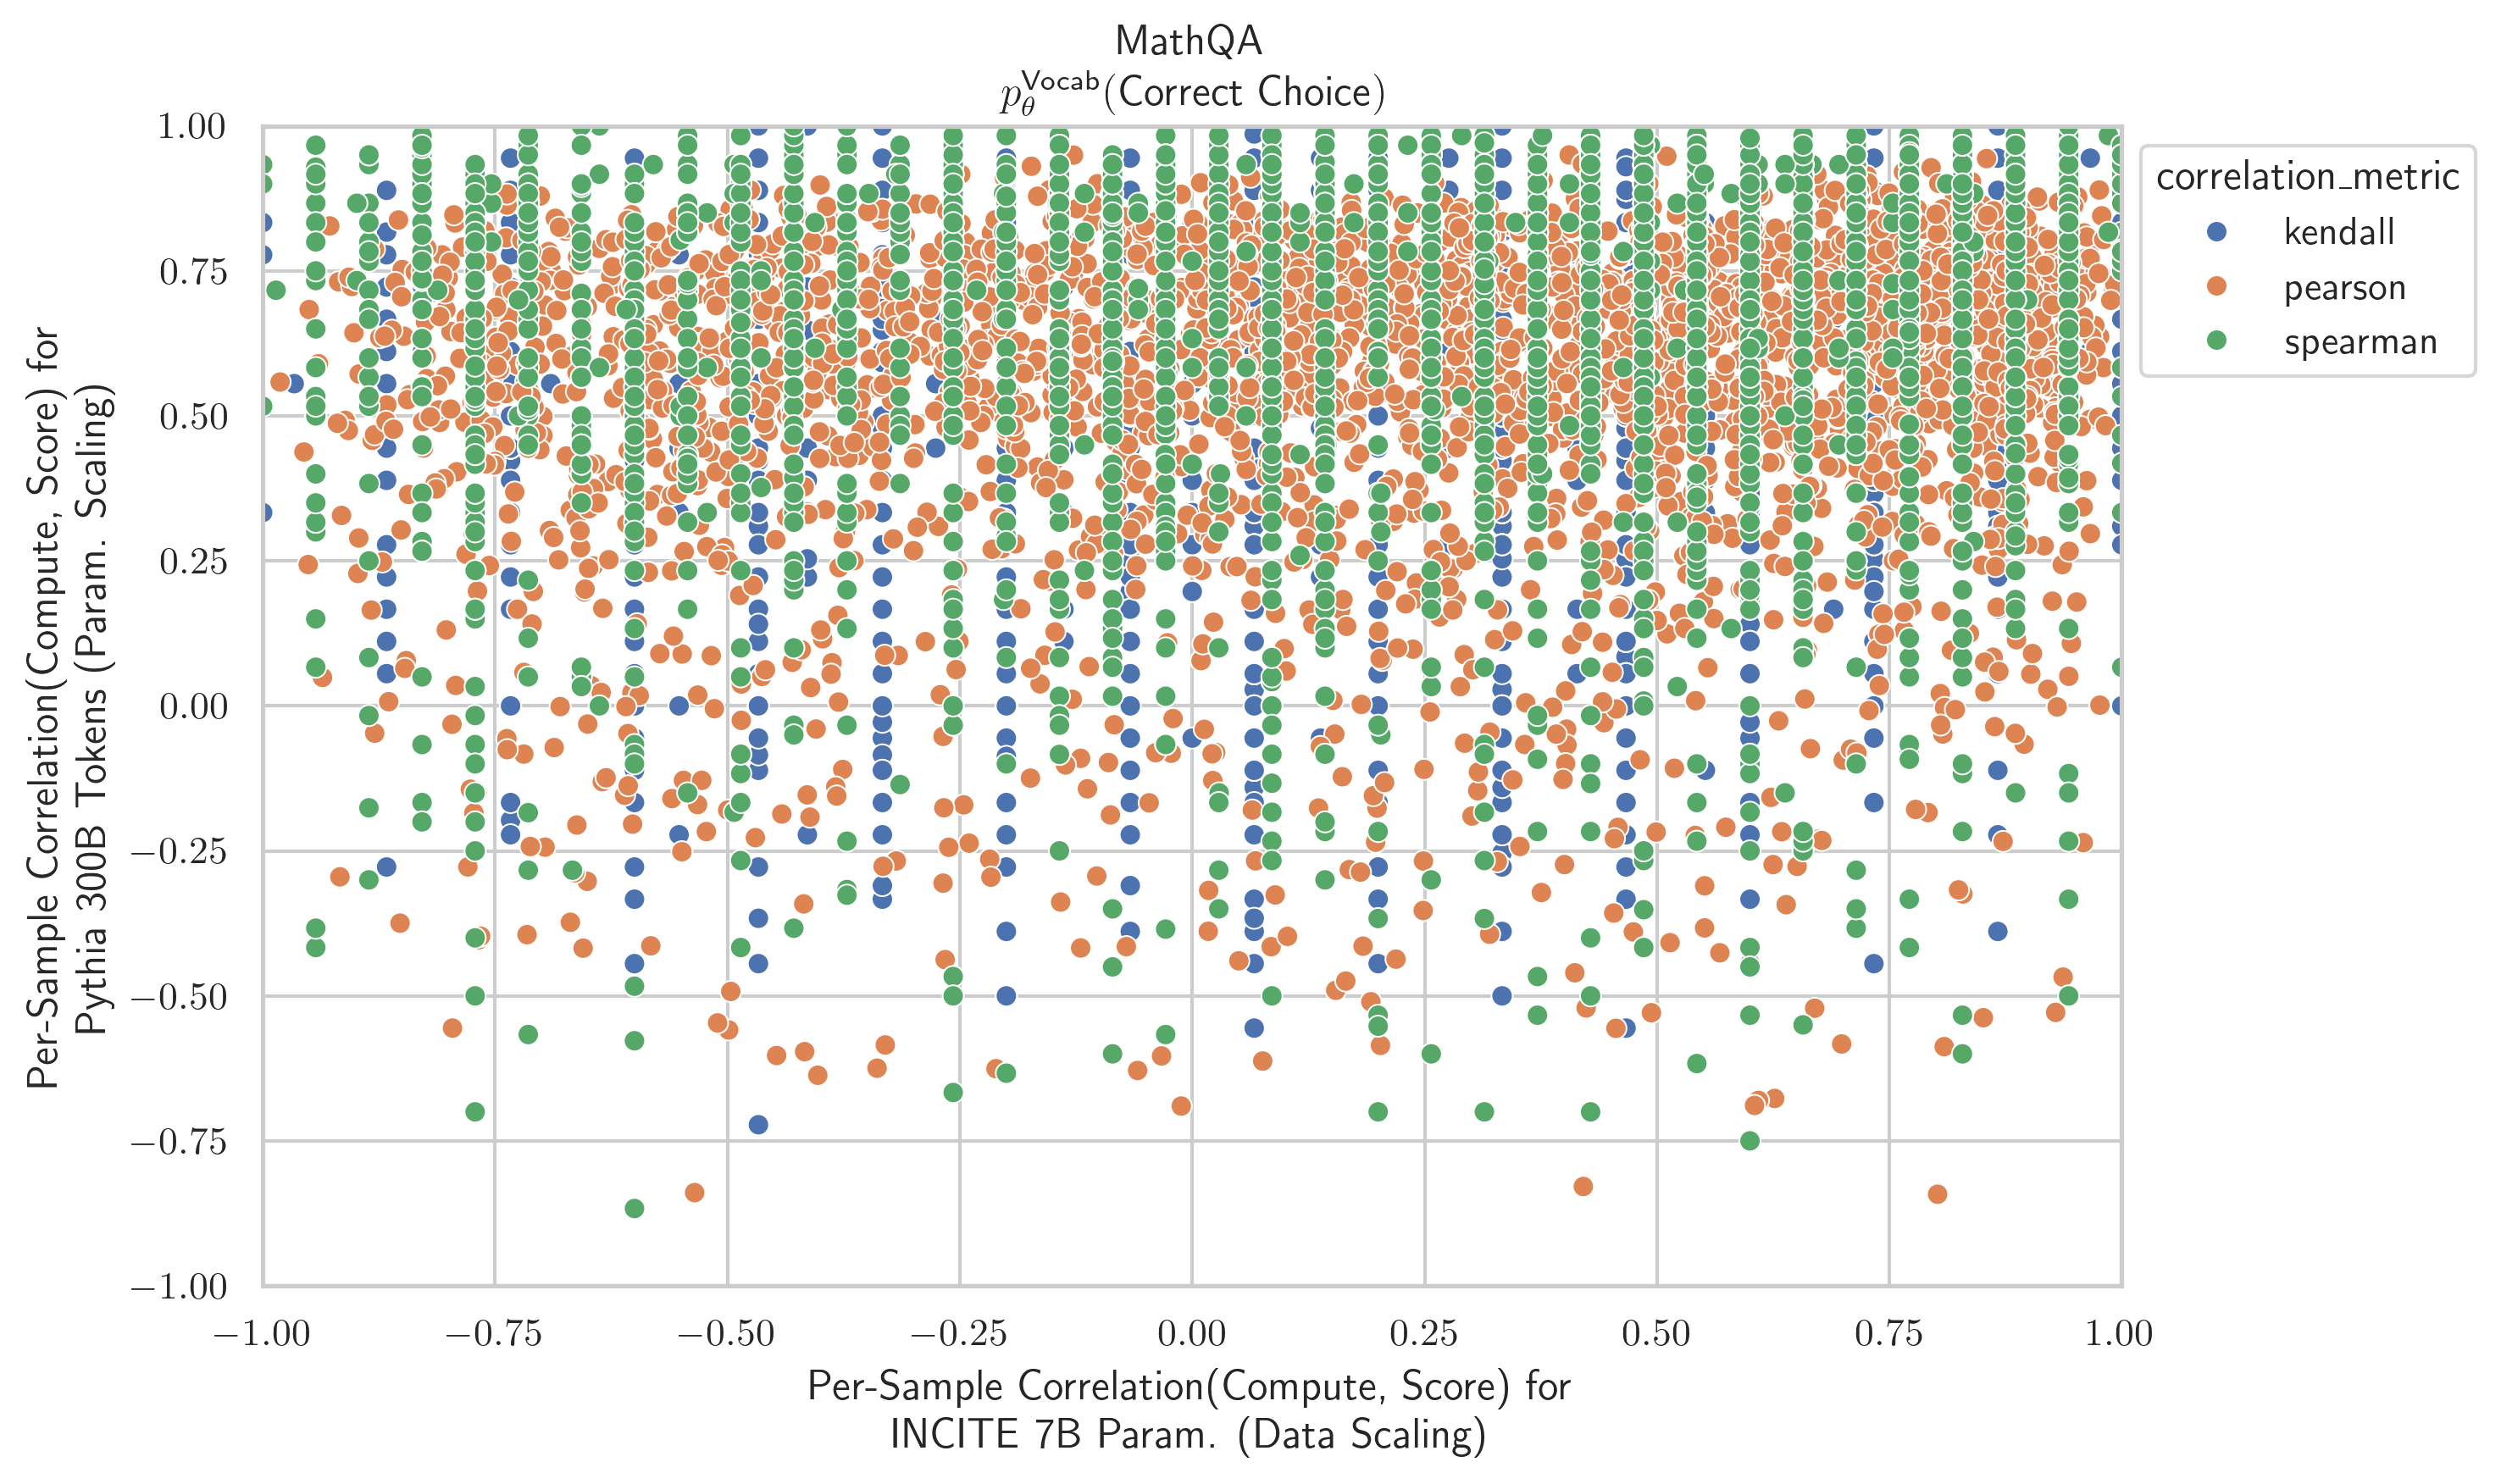 MathQA
p_θ^Vocab(Correct Choice)
Per-Sample Correlation(Compute, Score) for
Pythia 300B Tokens (Param. Scaling)
1.00
0.75
0.50
0.25
0.00
−0.25
−0.50
−0.75
−1.00
−1.00 −0.75 −0.50 −0.25 0.00 0.25 0.50 0.75 1.00
Per-Sample Correlation(Compute, Score) for
INCITE 7B Param. (Data Scaling)
correlation_metric
kendall
pearson
spearman